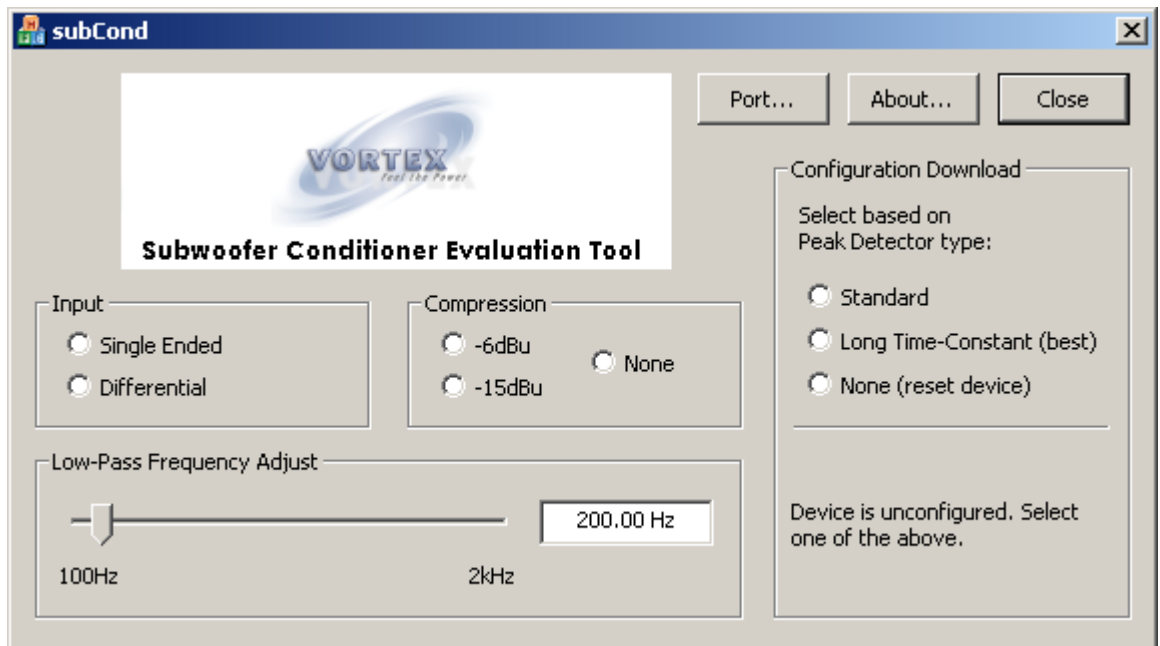 subCond
VORTEX
Feel the Power
Subwoofer Conditioner Evaluation Tool
Port...
About...
Close
Input
Single Ended
Differential
Compression
-6dBu
-15dBu
None
Low-Pass Frequency Adjust
200.00 Hz
100Hz
2kHz
Configuration Download
Select based on
Peak Detector type:
Standard
Long Time-Constant (best)
None (reset device)
Device is unconfigured. Select
one of the above.